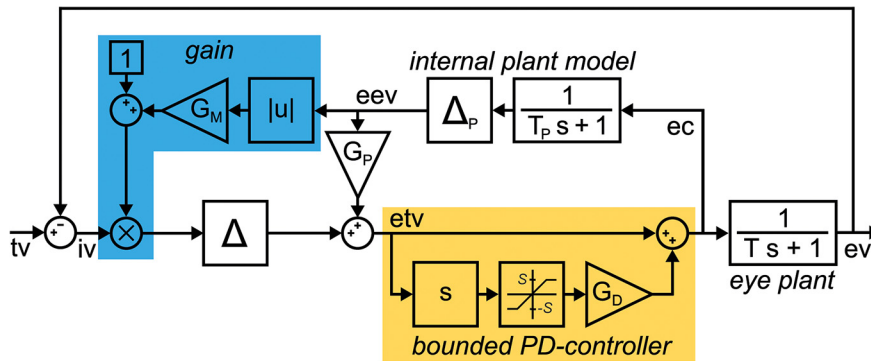 gain
internal plant model
1
+
+
G_M
|u|
eev
Δ_P
1
T_P s + 1
ec
G_P
+
-
tv
iv
×
Δ
+
+
etv
+
+
1
T s + 1
ev
eye plant
s
S
-S
G_D
bounded PD-controller